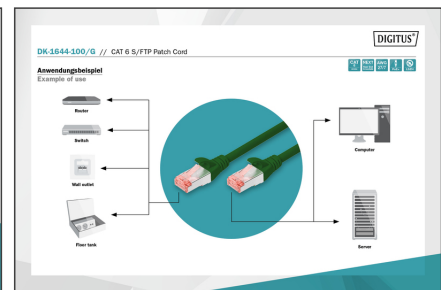 DIGITUS®
DK-1644-100/G // CAT 6 S/FTP Patch Cord
Anwendungsbeispiel
Example of use
Router
Switch
Wall outlet
Floor tank
Computer
Server